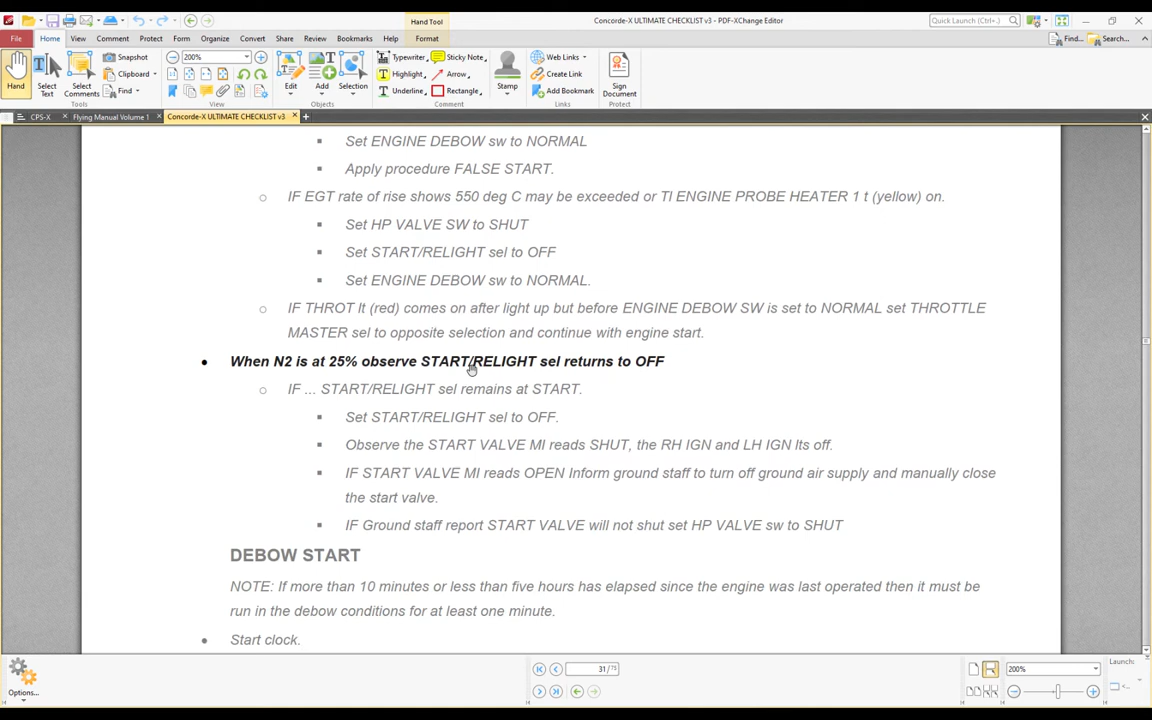 Hand Tool
Concorde-X ULTIMATE CHECKLIST v3 - PDF-XChange Editor
Quick Launch (Ctrl+.)
File Home View Comment Protect Form Organize Convert Share Review Bookmarks Help Format Find... Search...
Snapshot 200% Typewriter Sticky Note Web Links
Clipboard Highlight Arrow Create Link
Find Underline Rectangle Add Bookmark
Hand Select Text Select Comments Edit Add Selection Stamp Sign Document
Tools View Objects Comment Links Protect
CPS-X Flying Manual Volume 1 Concorde-X ULTIMATE CHECKLIST v3
▪ Set ENGINE DEBOW sw to NORMAL
▪ Apply procedure FALSE START.
o IF EGT rate of rise shows 550 deg C may be exceeded or TI ENGINE PROBE HEATER 1 t (yellow) on.
▪ Set HP VALVE SW to SHUT
▪ Set START/RELIGHT sel to OFF
▪ Set ENGINE DEBOW sw to NORMAL.
o IF THROT lt (red) comes on after light up but before ENGINE DEBOW SW is set to NORMAL set THROTTLE
MASTER sel to opposite selection and continue with engine start.
• When N2 is at 25% observe START/RELIGHT sel returns to OFF
o IF ... START/RELIGHT sel remains at START.
▪ Set START/RELIGHT sel to OFF.
▪ Observe the START VALVE MI reads SHUT, the RH IGN and LH IGN lts off.
▪ IF START VALVE MI reads OPEN Inform ground staff to turn off ground air supply and manually close
the start valve.
▪ IF Ground staff report START VALVE will not shut set HP VALVE sw to SHUT
DEBOW START
NOTE: If more than 10 minutes or less than five hours has elapsed since the engine was last operated then it must be
run in the debow conditions for at least one minute.
• Start clock.
Options...
31 / 75
200%
Launch: